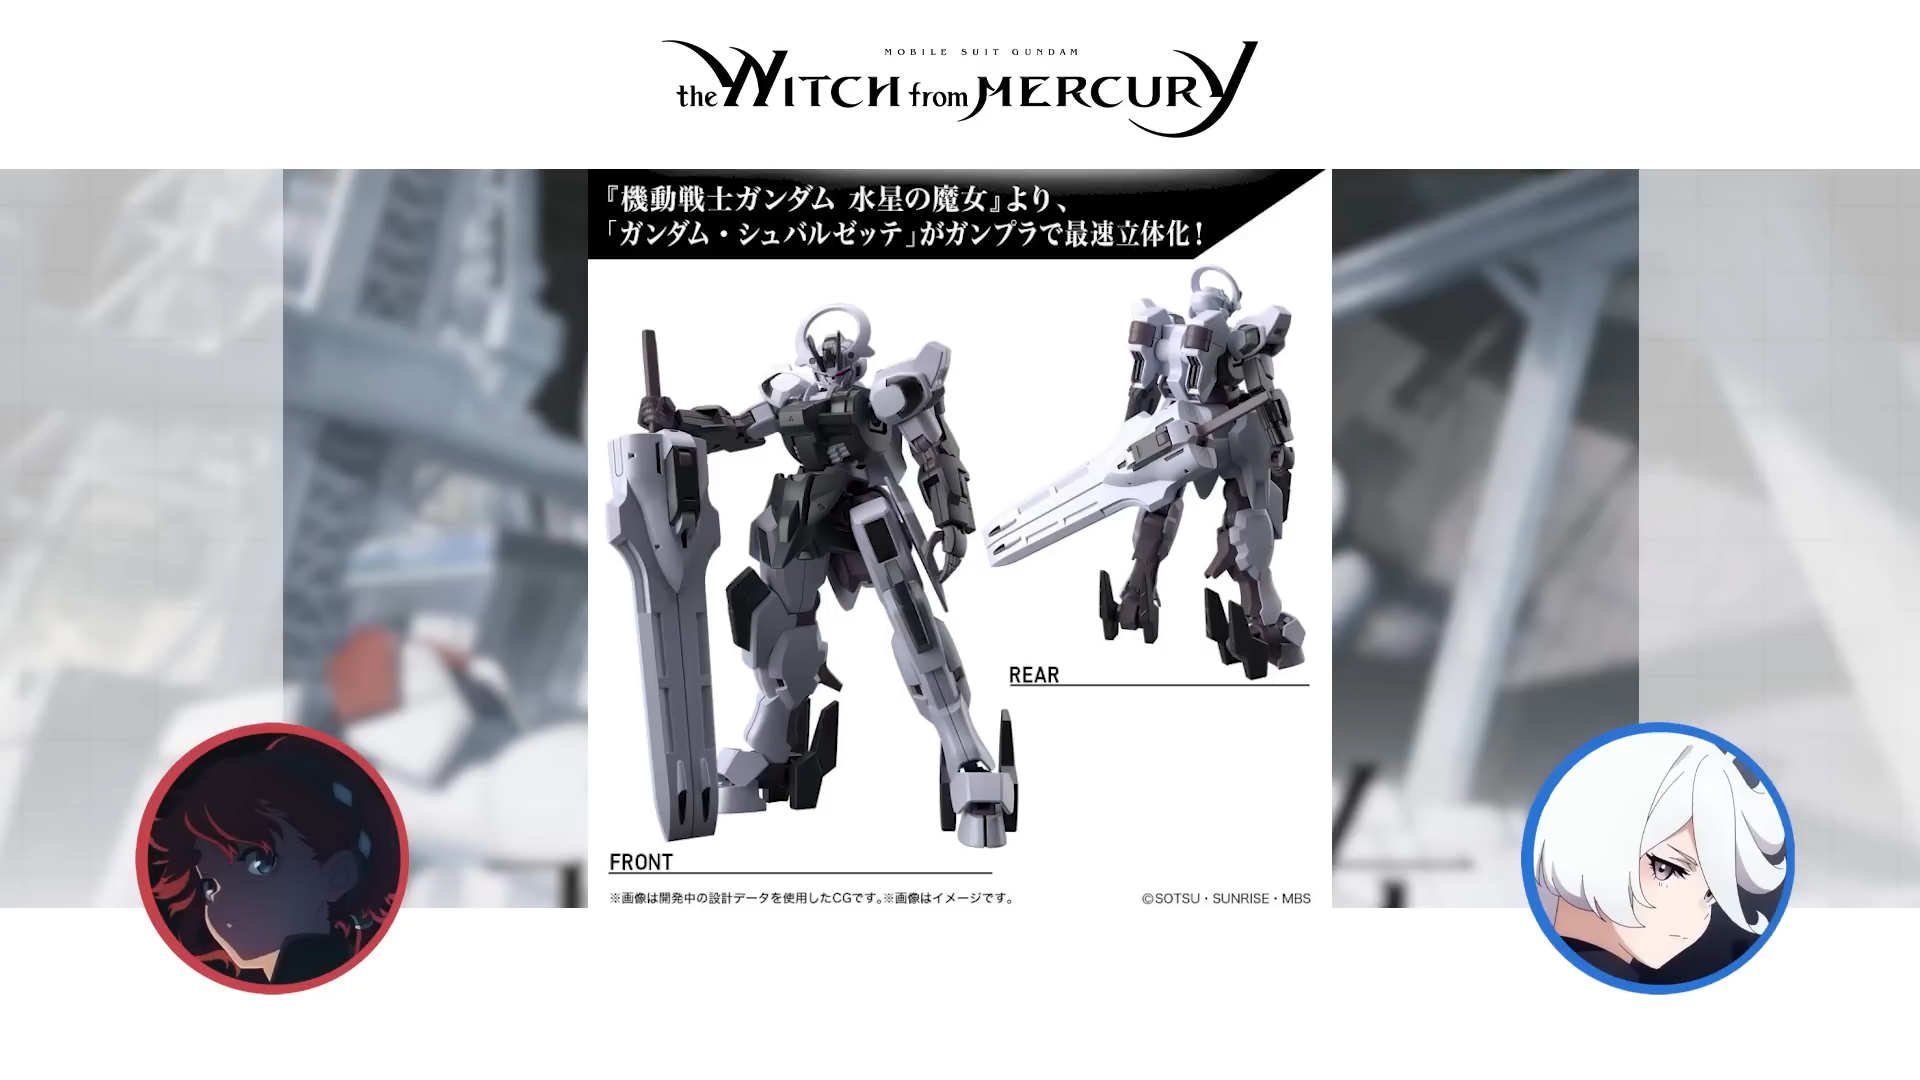 MOBILE SUIT GUNDAM
the WITCH from MERCURY
『機動戦士ガンダム 水星の魔女』より、
「ガンダム・シュバルゼッテ」がガンプラで最速立体化!
REAR
FRONT
※画像は開発中の設計データを使用したCGです。※画像はイメージです。
©SOTSU・SUNRISE・MBS